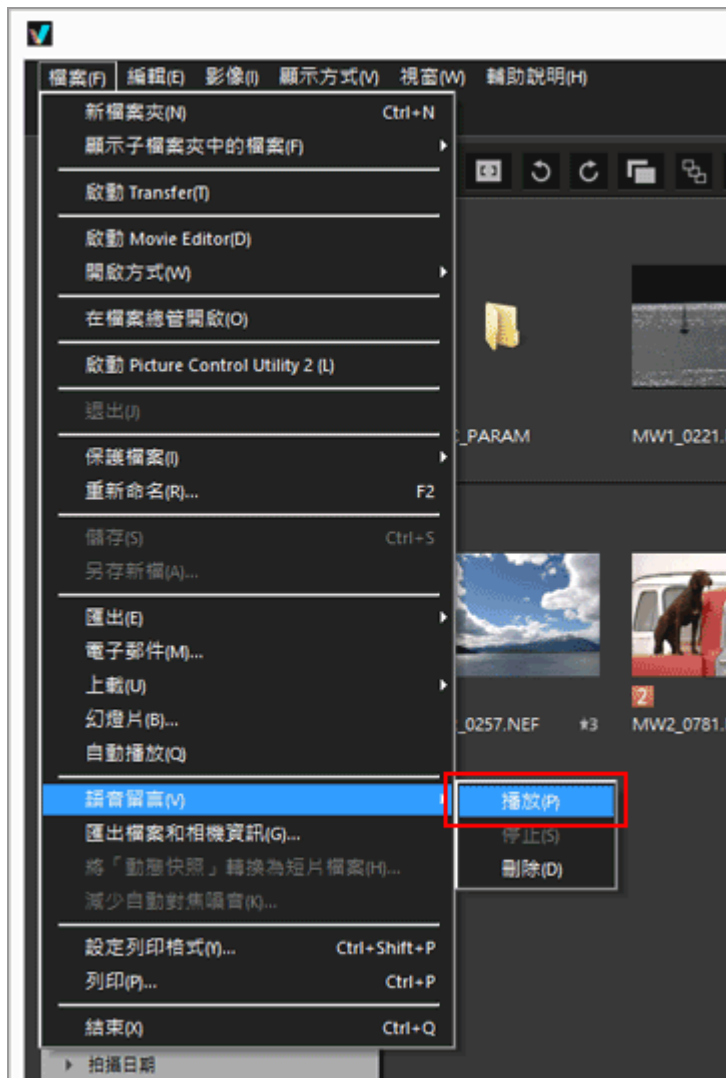 檔案(F) 編輯(E) 影像(I) 顯示方式(V) 視窗(W) 輔助說明(H)
新檔案夾(N) Ctrl+N
顯示子檔案夾中的檔案(F)
啟動 Transfer(T)
啟動 Movie Editor(D)
開啟方式(W)
在檔案總管開啟(O)
啟動 Picture Control Utility 2 (L)
退出(J)
_PARAM
MW1_0221.
保護檔案(I)
重新命名(R)... F2
儲存(S) Ctrl+S
另存新檔(A)...
匯出(E)
電子郵件(M)...
上載(U)
2
幻燈片(B)...
_0257.NEF ★3
MW2_0781.
自動播放(Q)
語音留言(V)
播放(P)
停止(S)
刪除(D)
匯出檔案和相機資訊(G)...
將「動態快照」轉換為短片檔案(H)...
減少自動對焦噪音(K)...
設定列印格式(Y)... Ctrl+Shift+P
列印(P)... Ctrl+P
結束(X) Ctrl+Q
拍攝日期